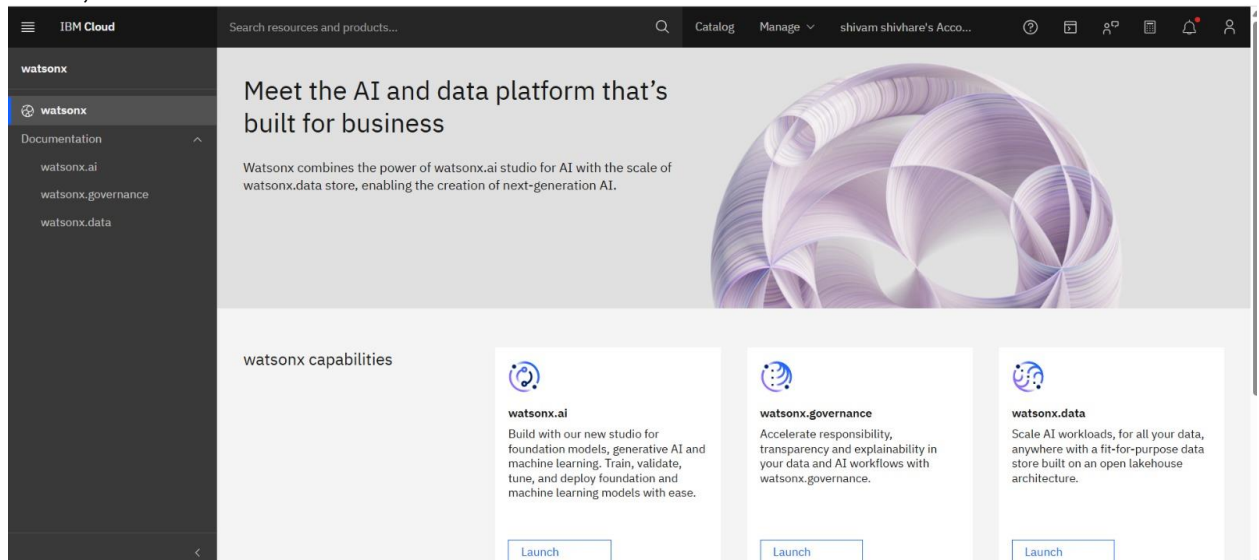 IBM Cloud
Search resources and products...
Catalog
Manage
shivam shivhare's Acco...
watsonx
watsonx
Documentation
watsonx.ai
watsonx.governance
watsonx.data
Meet the AI and data platform that's
built for business
Watsonx combines the power of watsonx.ai studio for AI with the scale of
watsonx.data store, enabling the creation of next-generation AI.
watsonx capabilities
watsonx.ai
Build with our new studio for
foundation models, generative AI and
machine learning. Train, validate,
tune, and deploy foundation and
machine learning models with ease.
Launch
watsonx.governance
Accelerate responsibility,
transparency and explainability in
your data and AI workflows with
watsonx.governance.
Launch
watsonx.data
Scale AI workloads, for all your data,
anywhere with a fit-for-purpose data
store built on an open lakehouse
architecture.
Launch